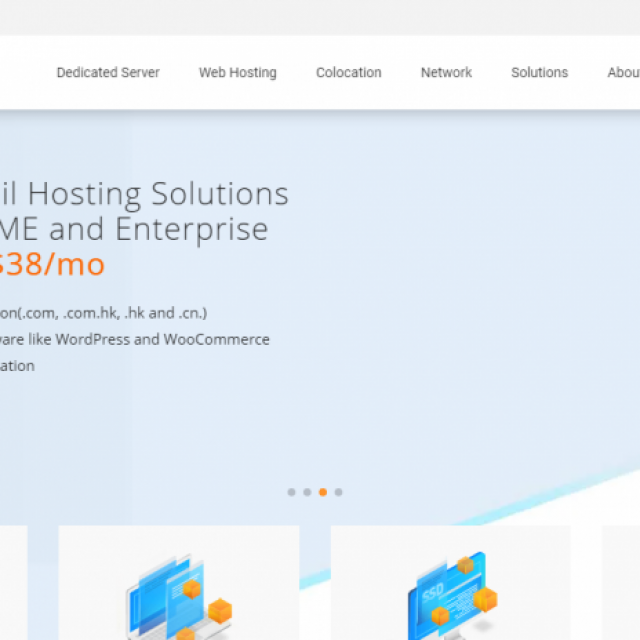 Dedicated Server Web Hosting Colocation Network Solutions Abou
il Hosting Solutions
ME and Enterprise
$38/mo
on(.com, .com.hk, .hk and .cn.)
ware like WordPress and WooCommerce
ation
SSD